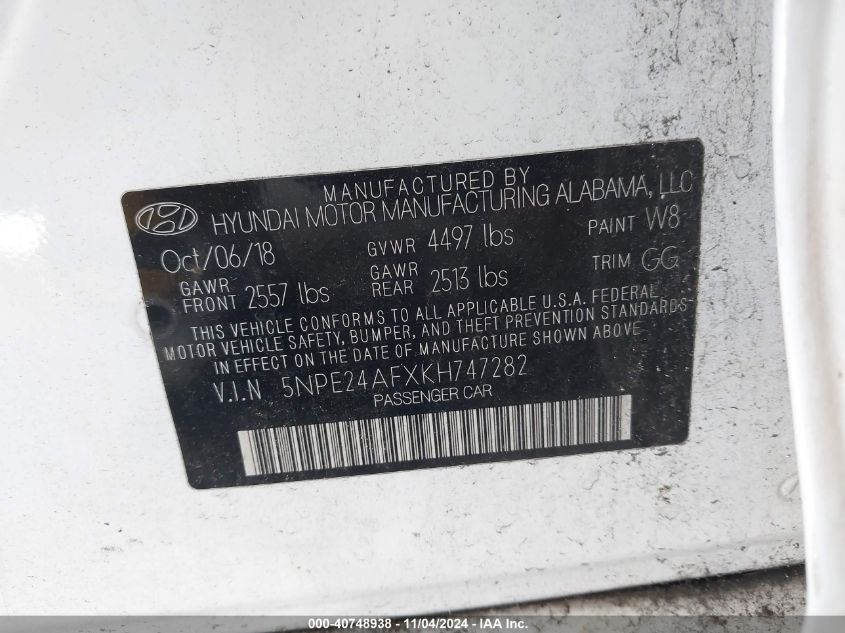 MANUFACTURED BY
HYUNDAI MOTOR MANUFACTURING ALABAMA, LLC
Oct/06/18 GVWR 4497 lbs PAINT W8
GAWR FRONT 2557 lbs GAWR REAR 2513 lbs TRIM GG
THIS VEHICLE CONFORMS TO ALL APPLICABLE U.S.A. FEDERAL
MOTOR VEHICLE SAFETY, BUMPER, AND THEFT PREVENTION STANDARDS
IN EFFECT ON THE DATE OF MANUFACTURE SHOWN ABOVE
V.I.N 5NPE24AFXKH747282
PASSENGER CAR
000-40748938 - 11/04/2024 - IAA Inc.